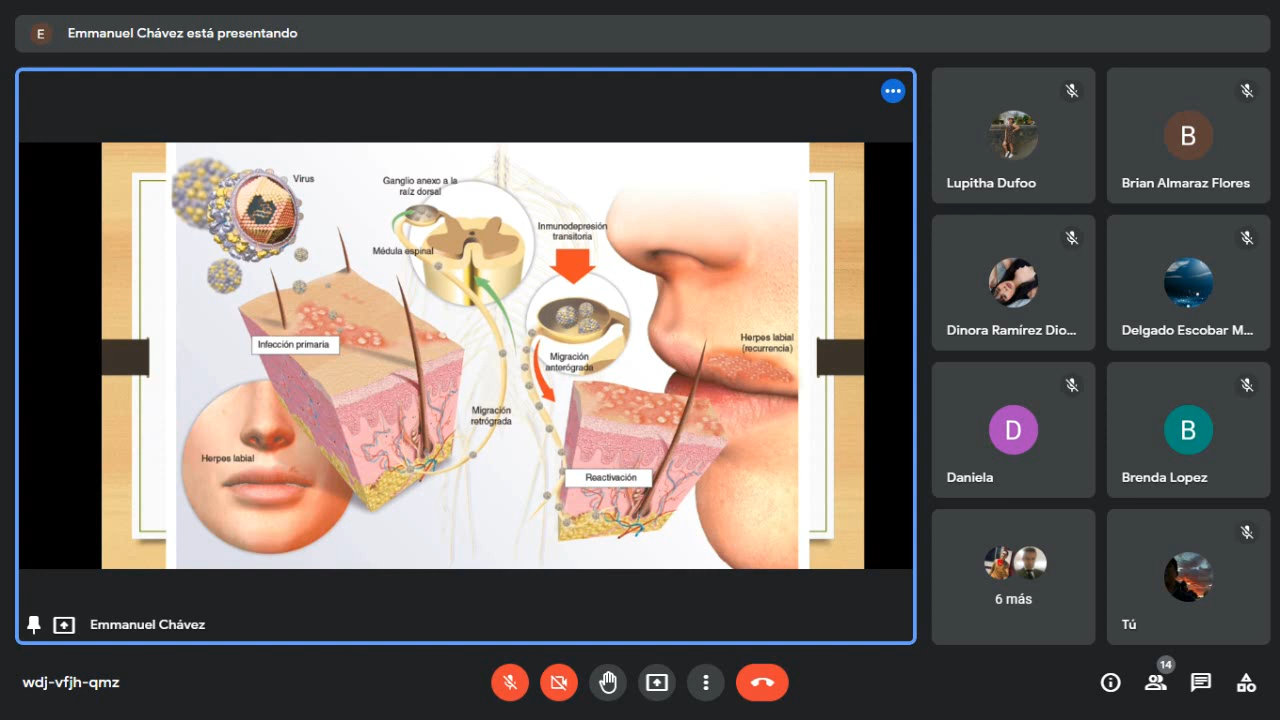 E
Emmanuel Chávez está presentando
Virus
Ganglio anexo a la
raíz dorsal
Médula espinal
Inmunodepresión
transitoria
Infección primaria
Migración
anterógrada
Herpes labial
(recurrencia)
Migración
retrógrada
Herpes labial
Reactivación
Emmanuel Chávez
Lupitha Dufoo
B
Brian Almaraz Flores
Dinora Ramírez Dio...
Delgado Escobar M...
D
Daniela
B
Brenda Lopez
6 más
Tú
wdj-vfjh-qmz
14